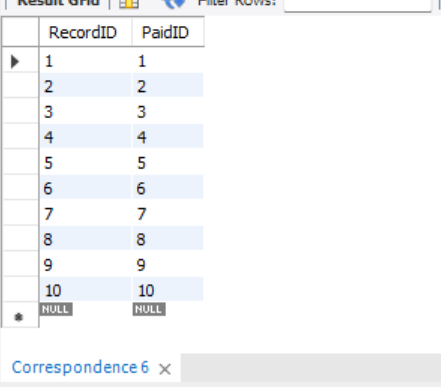 Result Grid Filter Rows:
RecordID PaidID
1 1
2 2
3 3
4 4
5 5
6 6
7 7
8 8
9 9
10 10
NULL NULL
Correspondence 6